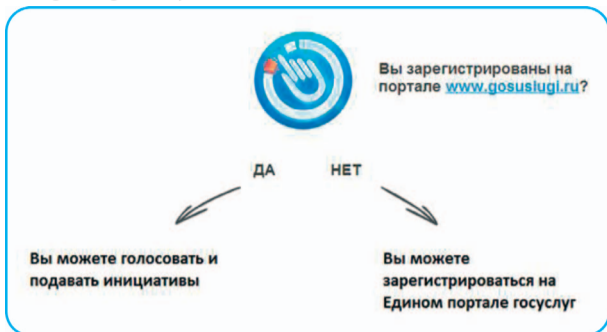 Вы зарегистрированы на
портале www.gosuslugi.ru?
ДА НЕТ
Вы можете голосовать и
подавать инициативы
Вы можете
зарегистрироваться на
Едином портале госуслуг